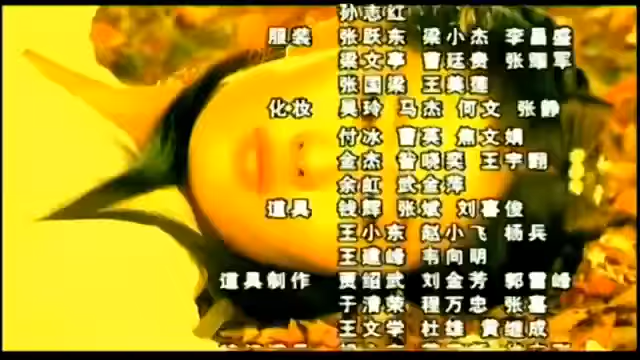 孙志红
服装 张跃东 梁小杰 李昌盛
梁文亭 曹廷贵 张耀军
张国梁 王美莲
化妆 吴玲 马杰 何文 张静
付冰 曹英 焦文娟
金杰 曾晓奕 王宇翾
余虹 武金萍
道具 钱辉 张斌 刘喜俊
王小东 赵小飞 杨兵
王建峰 韦向明
道具制作 贾绍武 刘金芳 郭雷峰
于清荣 程万忠 张嘉
王文学 杜雄 黄继成